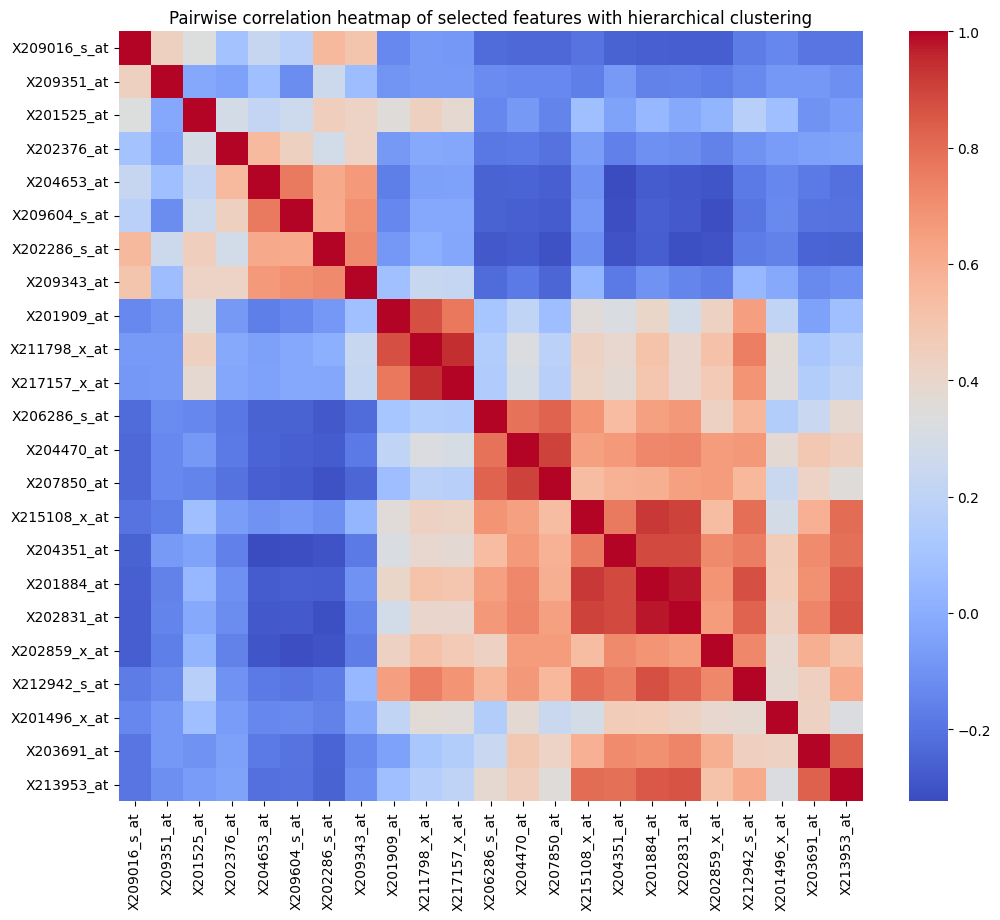 Pairwise correlation heatmap of selected features with hierarchical clustering
X209016_s_at
X209351_at
X201525_at
X202376_at
X204653_at
X209604_s_at
X202286_s_at
X209343_at
X201909_at
X211798_x_at
X217157_x_at
X206286_s_at
X204470_at
X207850_at
X215108_x_at
X204351_at
X201884_at
X202831_at
X202859_x_at
X212942_s_at
X201496_x_at
X203691_at
X213953_at
X209016_s_at
X209351_at
X201525_at
X202376_at
X204653_at
X209604_s_at
X202286_s_at
X209343_at
X201909_at
X211798_x_at
X217157_x_at
X206286_s_at
X204470_at
X207850_at
X215108_x_at
X204351_at
X201884_at
X202831_at
X202859_x_at
X212942_s_at
X201496_x_at
X203691_at
X213953_at
1.0
0.8
0.6
0.4
0.2
0.0
−0.2